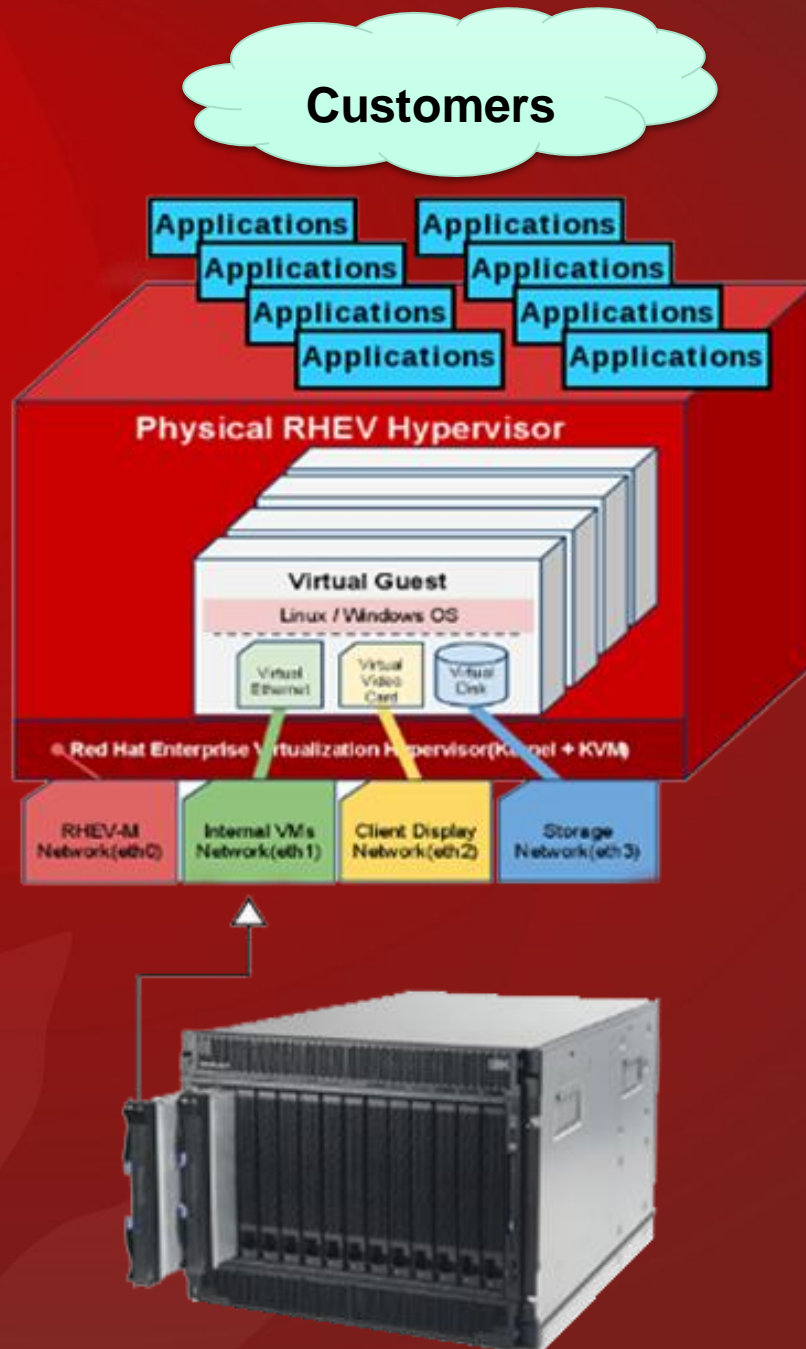 Customers
Applications
Applications
Applications
Applications
Applications
Applications
Applications
Applications
Physical RHEV Hypervisor
Virtual Guest
Linux / Windows OS
Virtual
Ethernet
Virtual
Video
Card
Virtual
Disk
Red Hat Enterprise Virtualization Hypervisor(Kernel + KVM)
RHEV-M
Network(eth0)
Internal VMs
Network(eth1)
Client Display
Network(eth2)
Storage
Network(eth3)
IBM